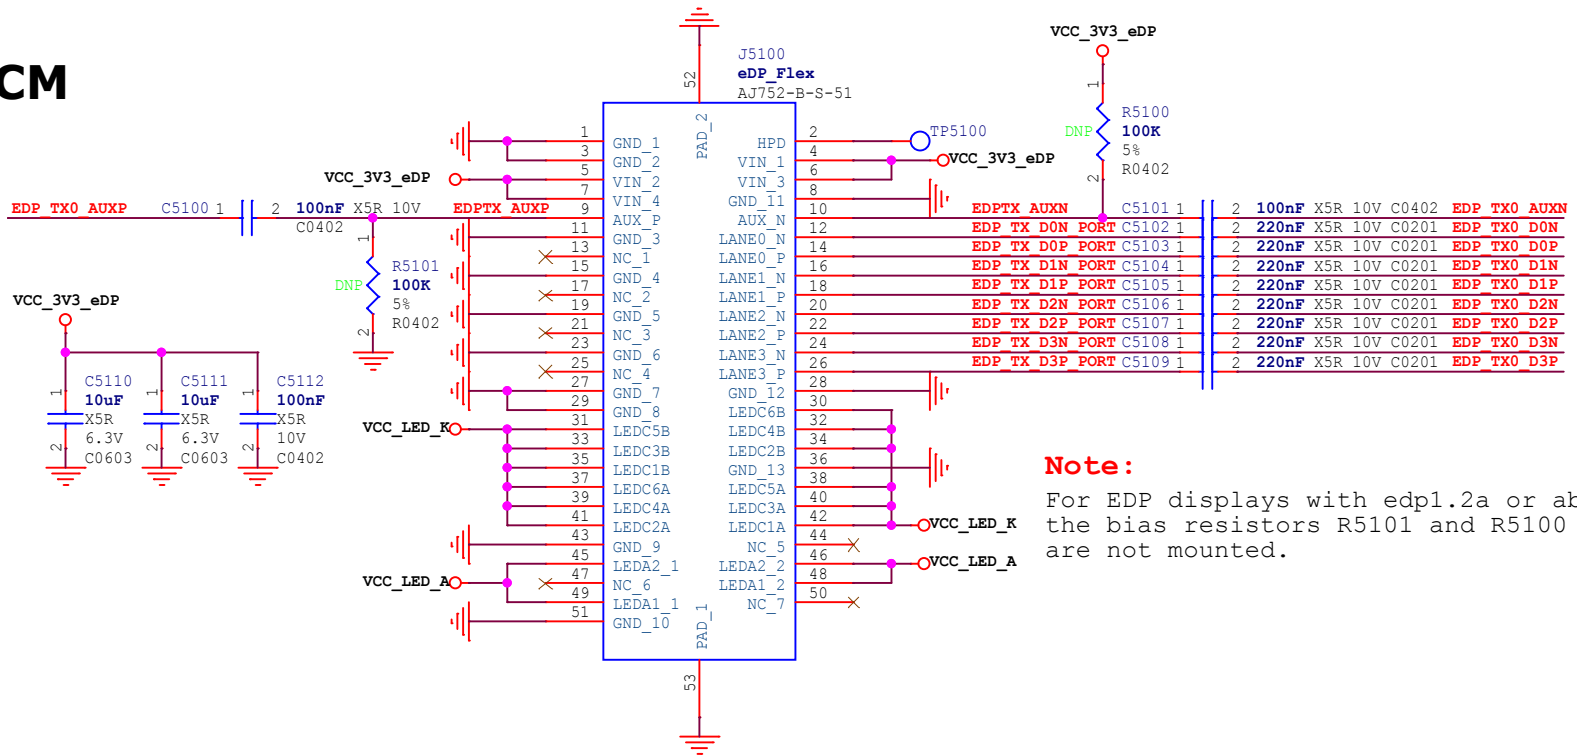 CM
VCC_3V3_eDP
J5100
eDP_Flex
AJ752-B-S-51
52
PAD_2
1 GND_1
3 GND_2
5 VIN_2
7 VIN_4
9 AUX_P
11 GND_3
13 NC_1
15 GND_4
17 NC_2
19 GND_5
21 NC_3
23 GND_6
25 NC_4
27 GND_7
29 GND_8
31 LEDC5B
33 LEDC3B
35 LEDC1B
37 LEDC6A
39 LEDC4A
41 LEDC2A
43 GND_9
45 LEDA2_1
47 NC_6
49 LEDA1_1
51 GND_10
PAD_1
53
HPD 2
VIN_1 4
VIN_3 6
GND_11 8
AUX_N 10
LANE0_N 12
LANE0_P 14
LANE1_N 16
LANE1_P 18
LANE2_N 20
LANE2_P 22
LANE3_N 24
LANE3_P 26
GND_12 28
LEDC6B 30
LEDC4B 32
LEDC2B 34
GND_13 36
LEDC5A 38
LEDC3A 40
LEDC1A 42
NC_5 44
LEDA2_2 46
LEDA1_2 48
NC_7 50
TP5100
VCC_3V3_eDP
1
R5100
DNP 100K
5%
R0402
2
VCC_3V3_eDP
EDP_TX0_AUXP C5100 1 2 100nF X5R 10V EDPTX_AUXP
C0402
1
R5101
DNP 100K
5%
R0402
2
EDPTX_AUXN C5101 1 2 100nF X5R 10V C0402 EDP_TX0_AUXN
EDP_TX_D0N_PORT C5102 1 2 220nF X5R 10V C0201 EDP_TX0_D0N
EDP_TX_D0P_PORT C5103 1 2 220nF X5R 10V C0201 EDP_TX0_D0P
EDP_TX_D1N_PORT C5104 1 2 220nF X5R 10V C0201 EDP_TX0_D1N
EDP_TX_D1P_PORT C5105 1 2 220nF X5R 10V C0201 EDP_TX0_D1P
EDP_TX_D2N_PORT C5106 1 2 220nF X5R 10V C0201 EDP_TX0_D2N
EDP_TX_D2P_PORT C5107 1 2 220nF X5R 10V C0201 EDP_TX0_D2P
EDP_TX_D3N_PORT C5108 1 2 220nF X5R 10V C0201 EDP_TX0_D3N
EDP_TX_D3P_PORT C5109 1 2 220nF X5R 10V C0201 EDP_TX0_D3P
VCC_3V3_eDP
1 C5110
10uF
X5R
6.3V
2 C0603
1 C5111
10uF
X5R
6.3V
2 C0603
1 C5112
100nF
X5R
10V
2 C0402
VCC_LED_K
VCC_LED_A
VCC_LED_K
VCC_LED_A
Note:
For EDP displays with edp1.2a or ab
the bias resistors R5101 and R5100
are not mounted.